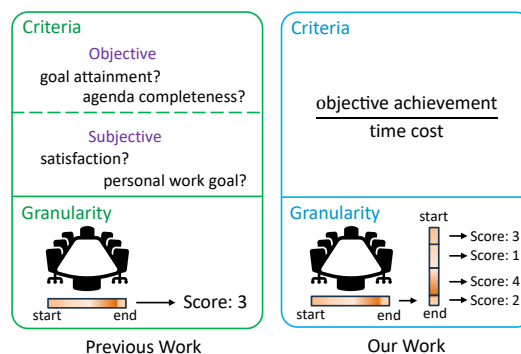 Criteria
Objective
goal attainment?
agenda completeness?
Subjective
satisfaction?
personal work goal?
Granularity
Score: 3
start end
Previous Work
Criteria
objective achievement
time cost
Granularity
start
Score: 3
Score: 1
Score: 4
Score: 2
start end end
Our Work